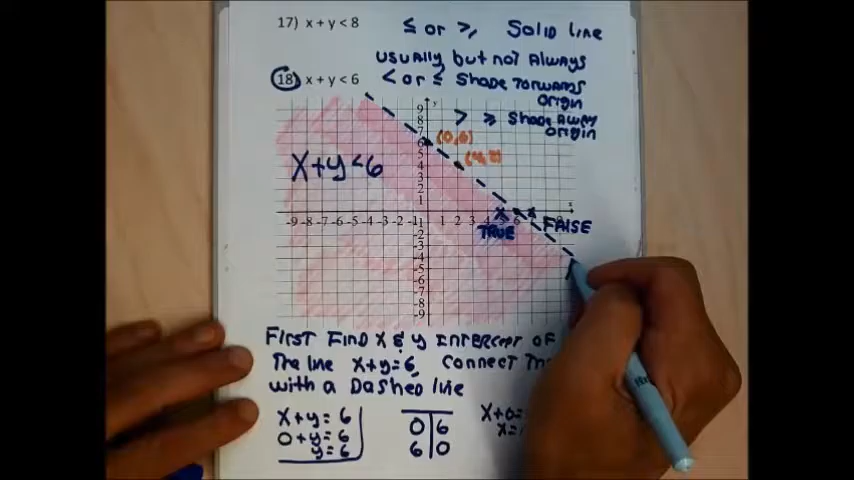 17) x + y < 8
≤ or ≥, Solid line
usually but not Always
18) x + y < 6
< or ≤ Shade Towards
origin
> ≥ Shade Away
origin
y
9
8
7
6
5
4
3
2
1
(0,6)
X+y<6
x
-9 -8 -7 -6 -5 -4 -3 -2 -1 1 2 3 4 5
TRUE
FALSE
-1
-2
-3
-4
-5
-6
-7
-8
-9
First Find X & y Intercept of
The line x+y=6, Connect
with a Dashed line
X+y=6
0+y=6
y=6
0 6
6 0
X+0=
x=